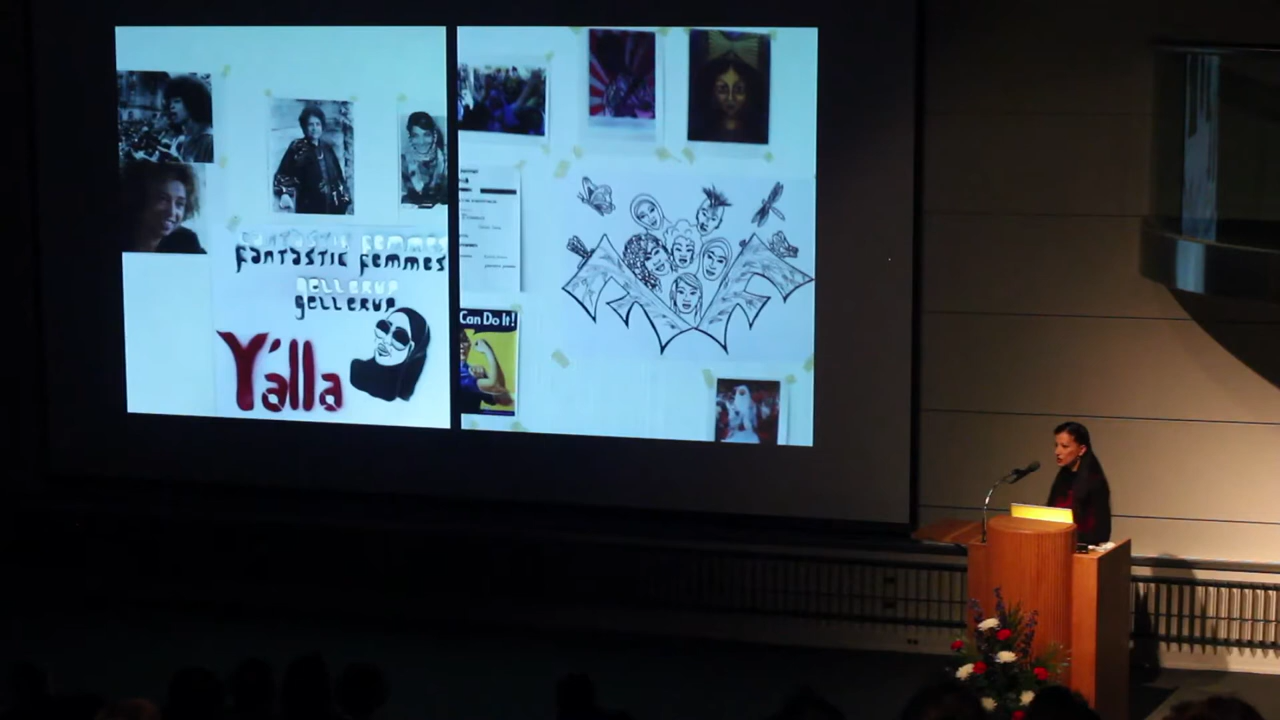 FANTASTIC FEMMES
FANTASTIC FEMMES
GELLERUP
GELLERUP
Y'alla
Can Do It!